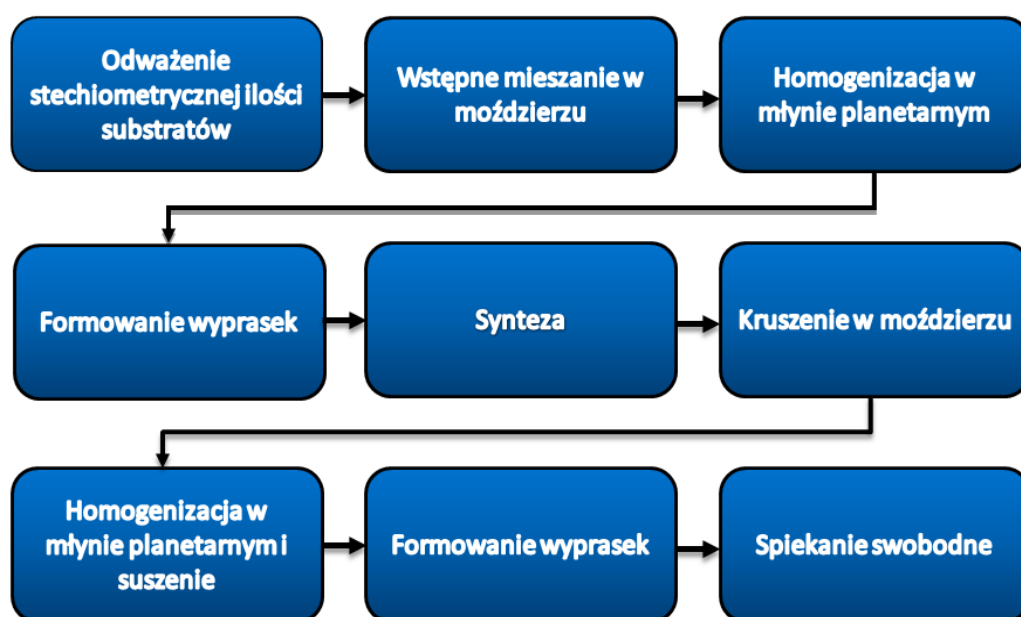 Odważenie
stechiometrycznej ilości
substratów
Wstępne mieszanie w
moździerzu
Homogenizacja w
młynie planetarnym
Formowanie wyprasek
Synteza
Kruszenie w moździerzu
Homogenizacja w
młynie planetarnym i
suszenie
Formowanie wyprasek
Spiekanie swobodne